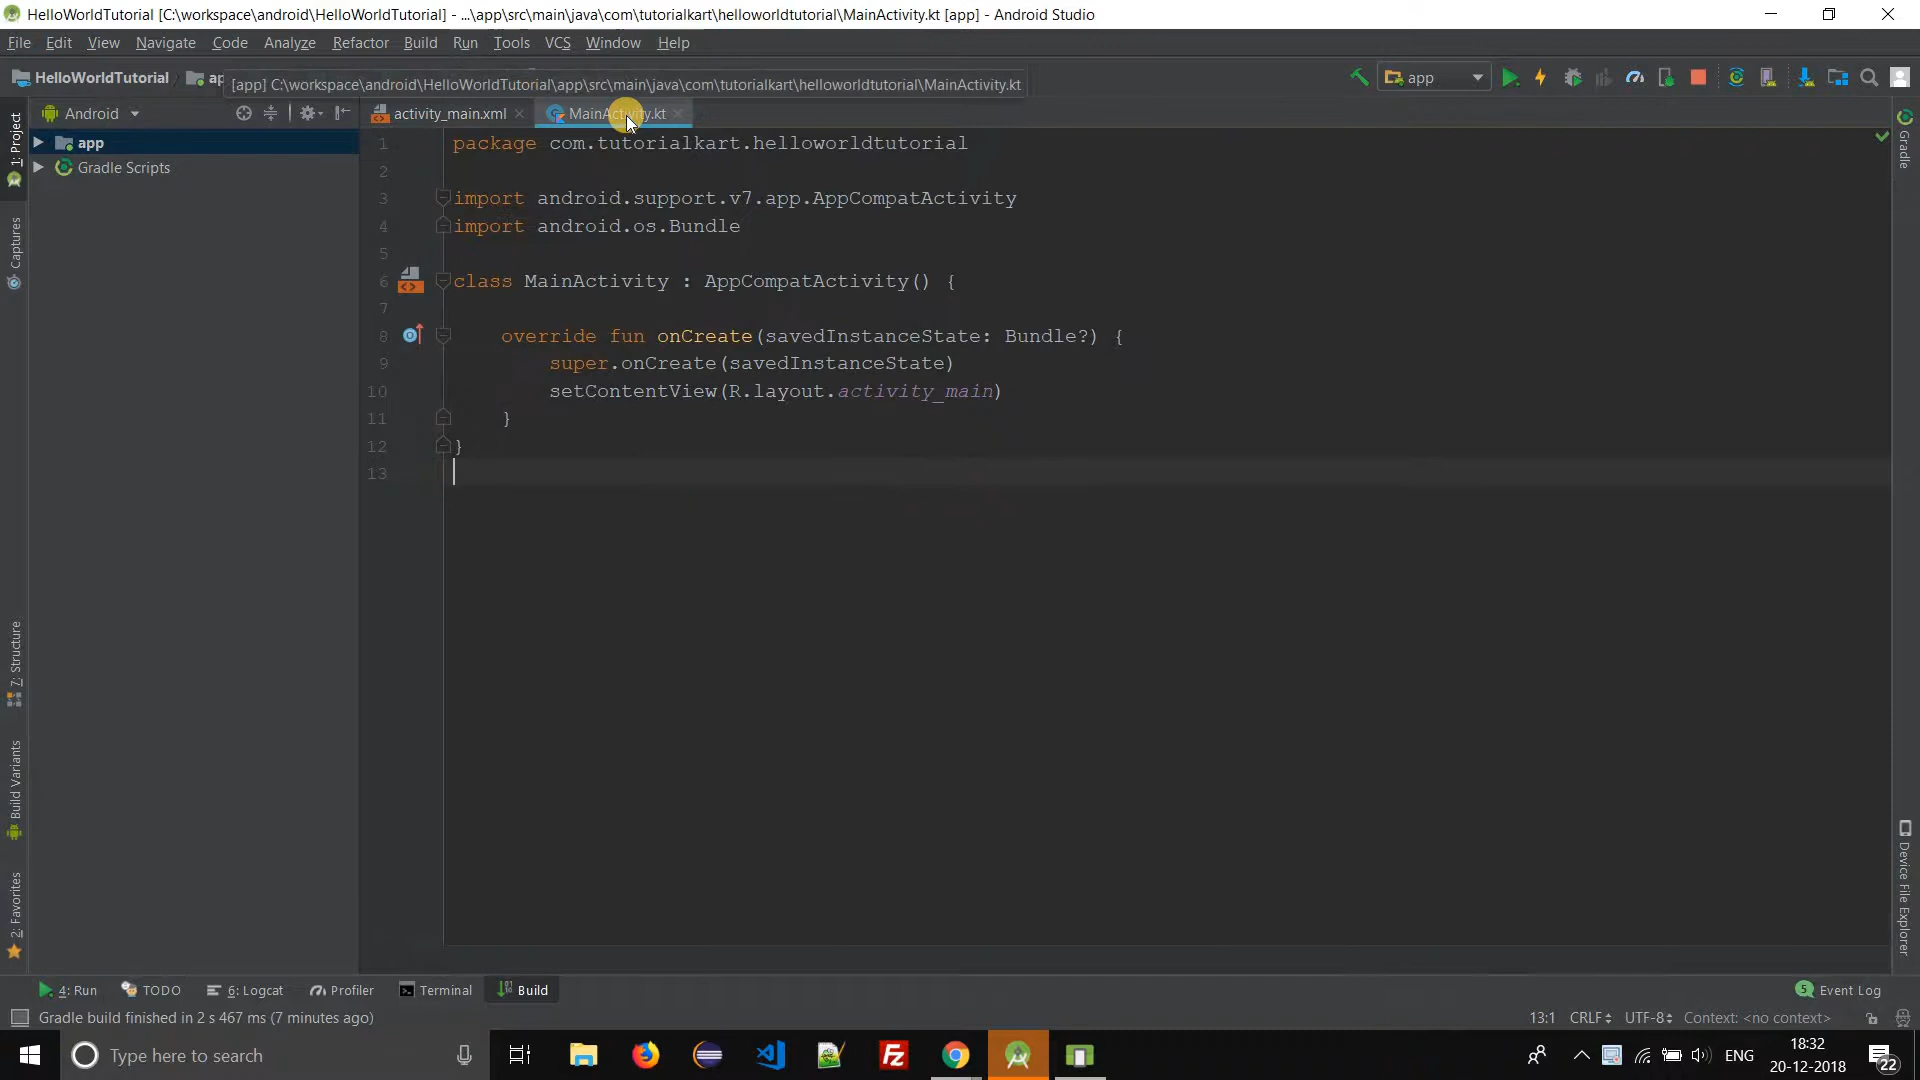 HelloWorldTutorial [C:\workspace\android\HelloWorldTutorial] - ...\app\src\main\java\com\tutorialkart\helloworldtutorial\MainActivity.kt [app] - Android Studio
File Edit View Navigate Code Analyze Refactor Build Run Tools VCS Window Help
HelloWorldTutorial ap
[app] C:\workspace\android\HelloWorldTutorial\app\src\main\java\com\tutorialkart\helloworldtutorial\MainActivity.kt
app
Android
activity_main.xml MainActivity.kt
app
Gradle Scripts
1: Project
Captures
7: Structure
Build Variants
2: Favorites
1 package com.tutorialkart.helloworldtutorial
2
3 import android.support.v7.app.AppCompatActivity
4 import android.os.Bundle
5
6 class MainActivity : AppCompatActivity() {
7
8 override fun onCreate(savedInstanceState: Bundle?) {
9 super.onCreate(savedInstanceState)
10 setContentView(R.layout.activity_main)
11 }
12 }
13
Gradle
Device File Explorer
4: Run TODO 6: Logcat Profiler Terminal Build 5 Event Log
Gradle build finished in 2 s 467 ms (7 minutes ago) 13:1 CRLF UTF-8 Context: <no context>
Type here to search ENG 18:32
20-12-2018 22